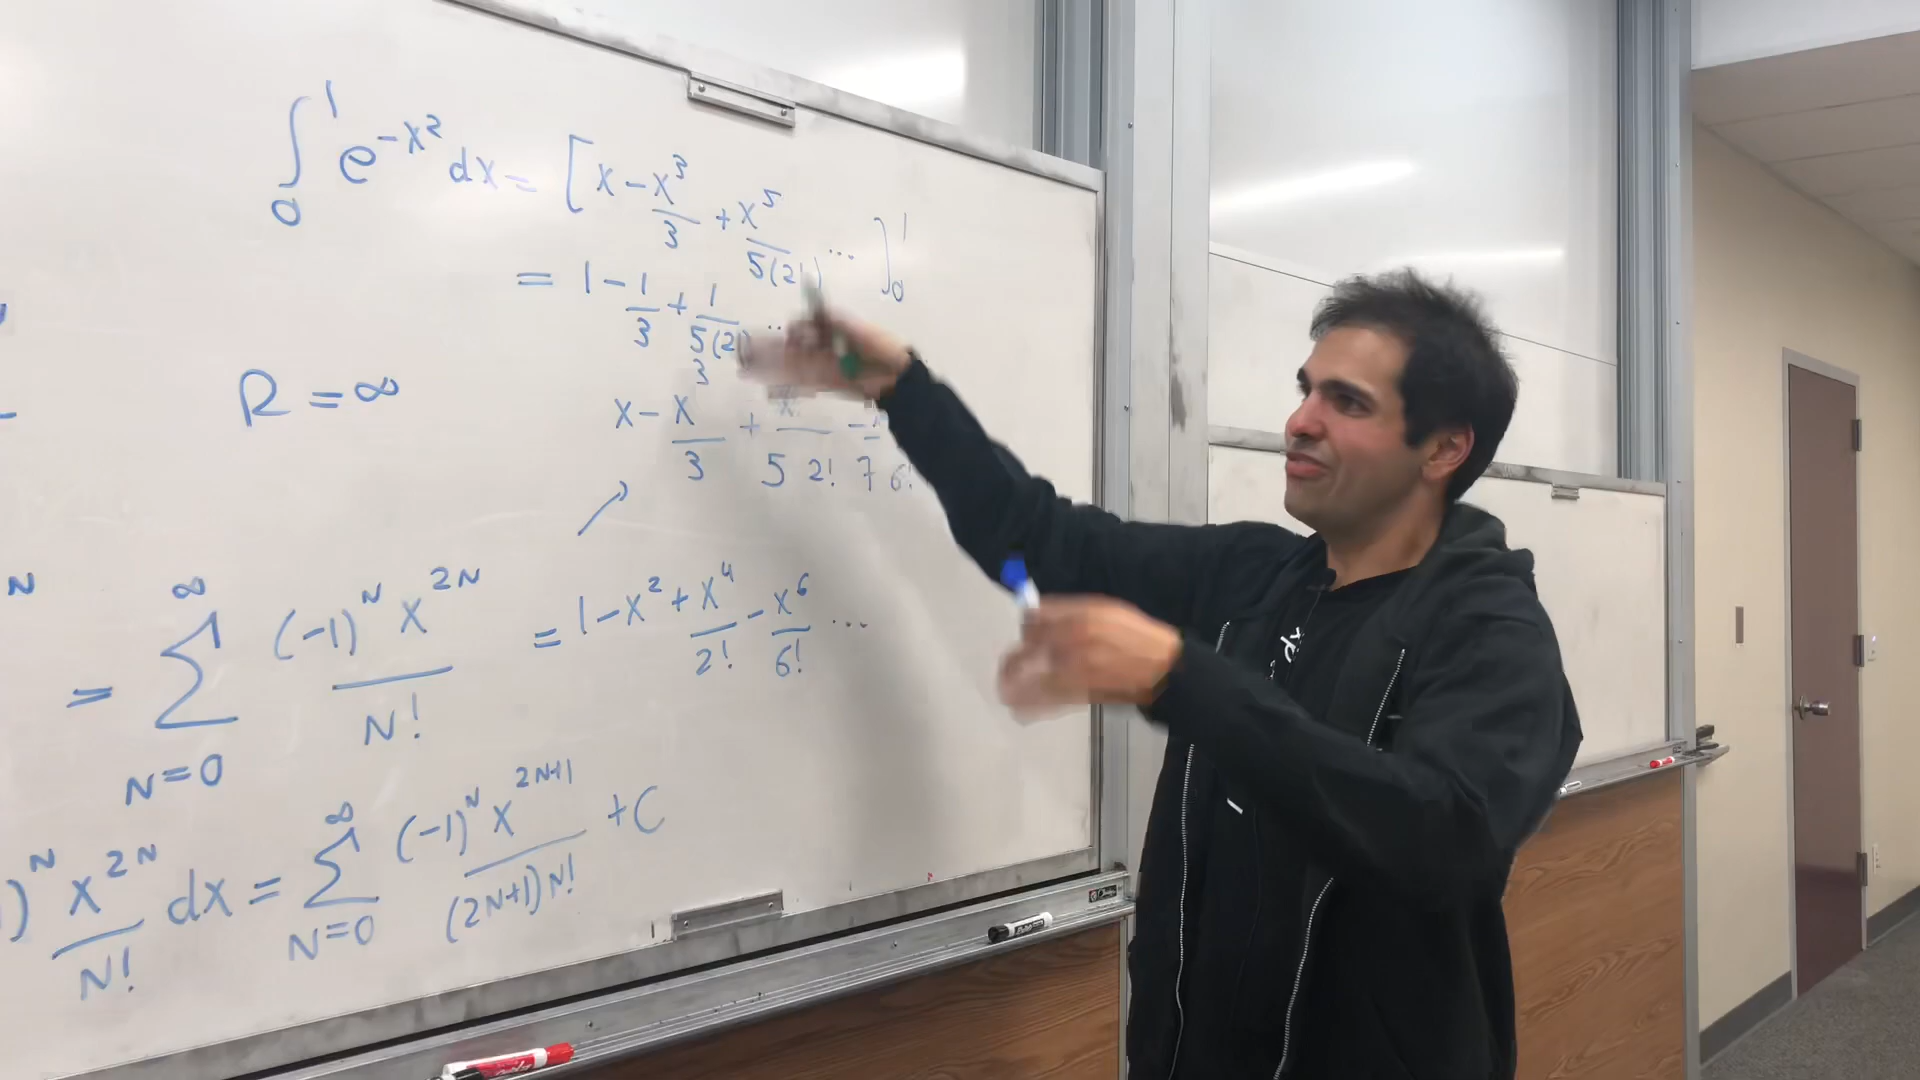 ∫₀¹ e^(-x²) dx = [x - x³/3 + x⁵/5(2!) ... ]₀¹
= 1 - 1/3 + 1/5(2!) ...
R = ∞
x - x³/3 + x/5 2! - /7 6!
N
= ∑_(N=0)^∞ (-1)^N x^(2N) / N! = 1 - x² + x⁴/2! - x⁶/6! ...
)^N x^(2N) / N! dx = ∑_(N=0)^∞ (-1)^N x^(2N+1) / (2N+1)N! + C